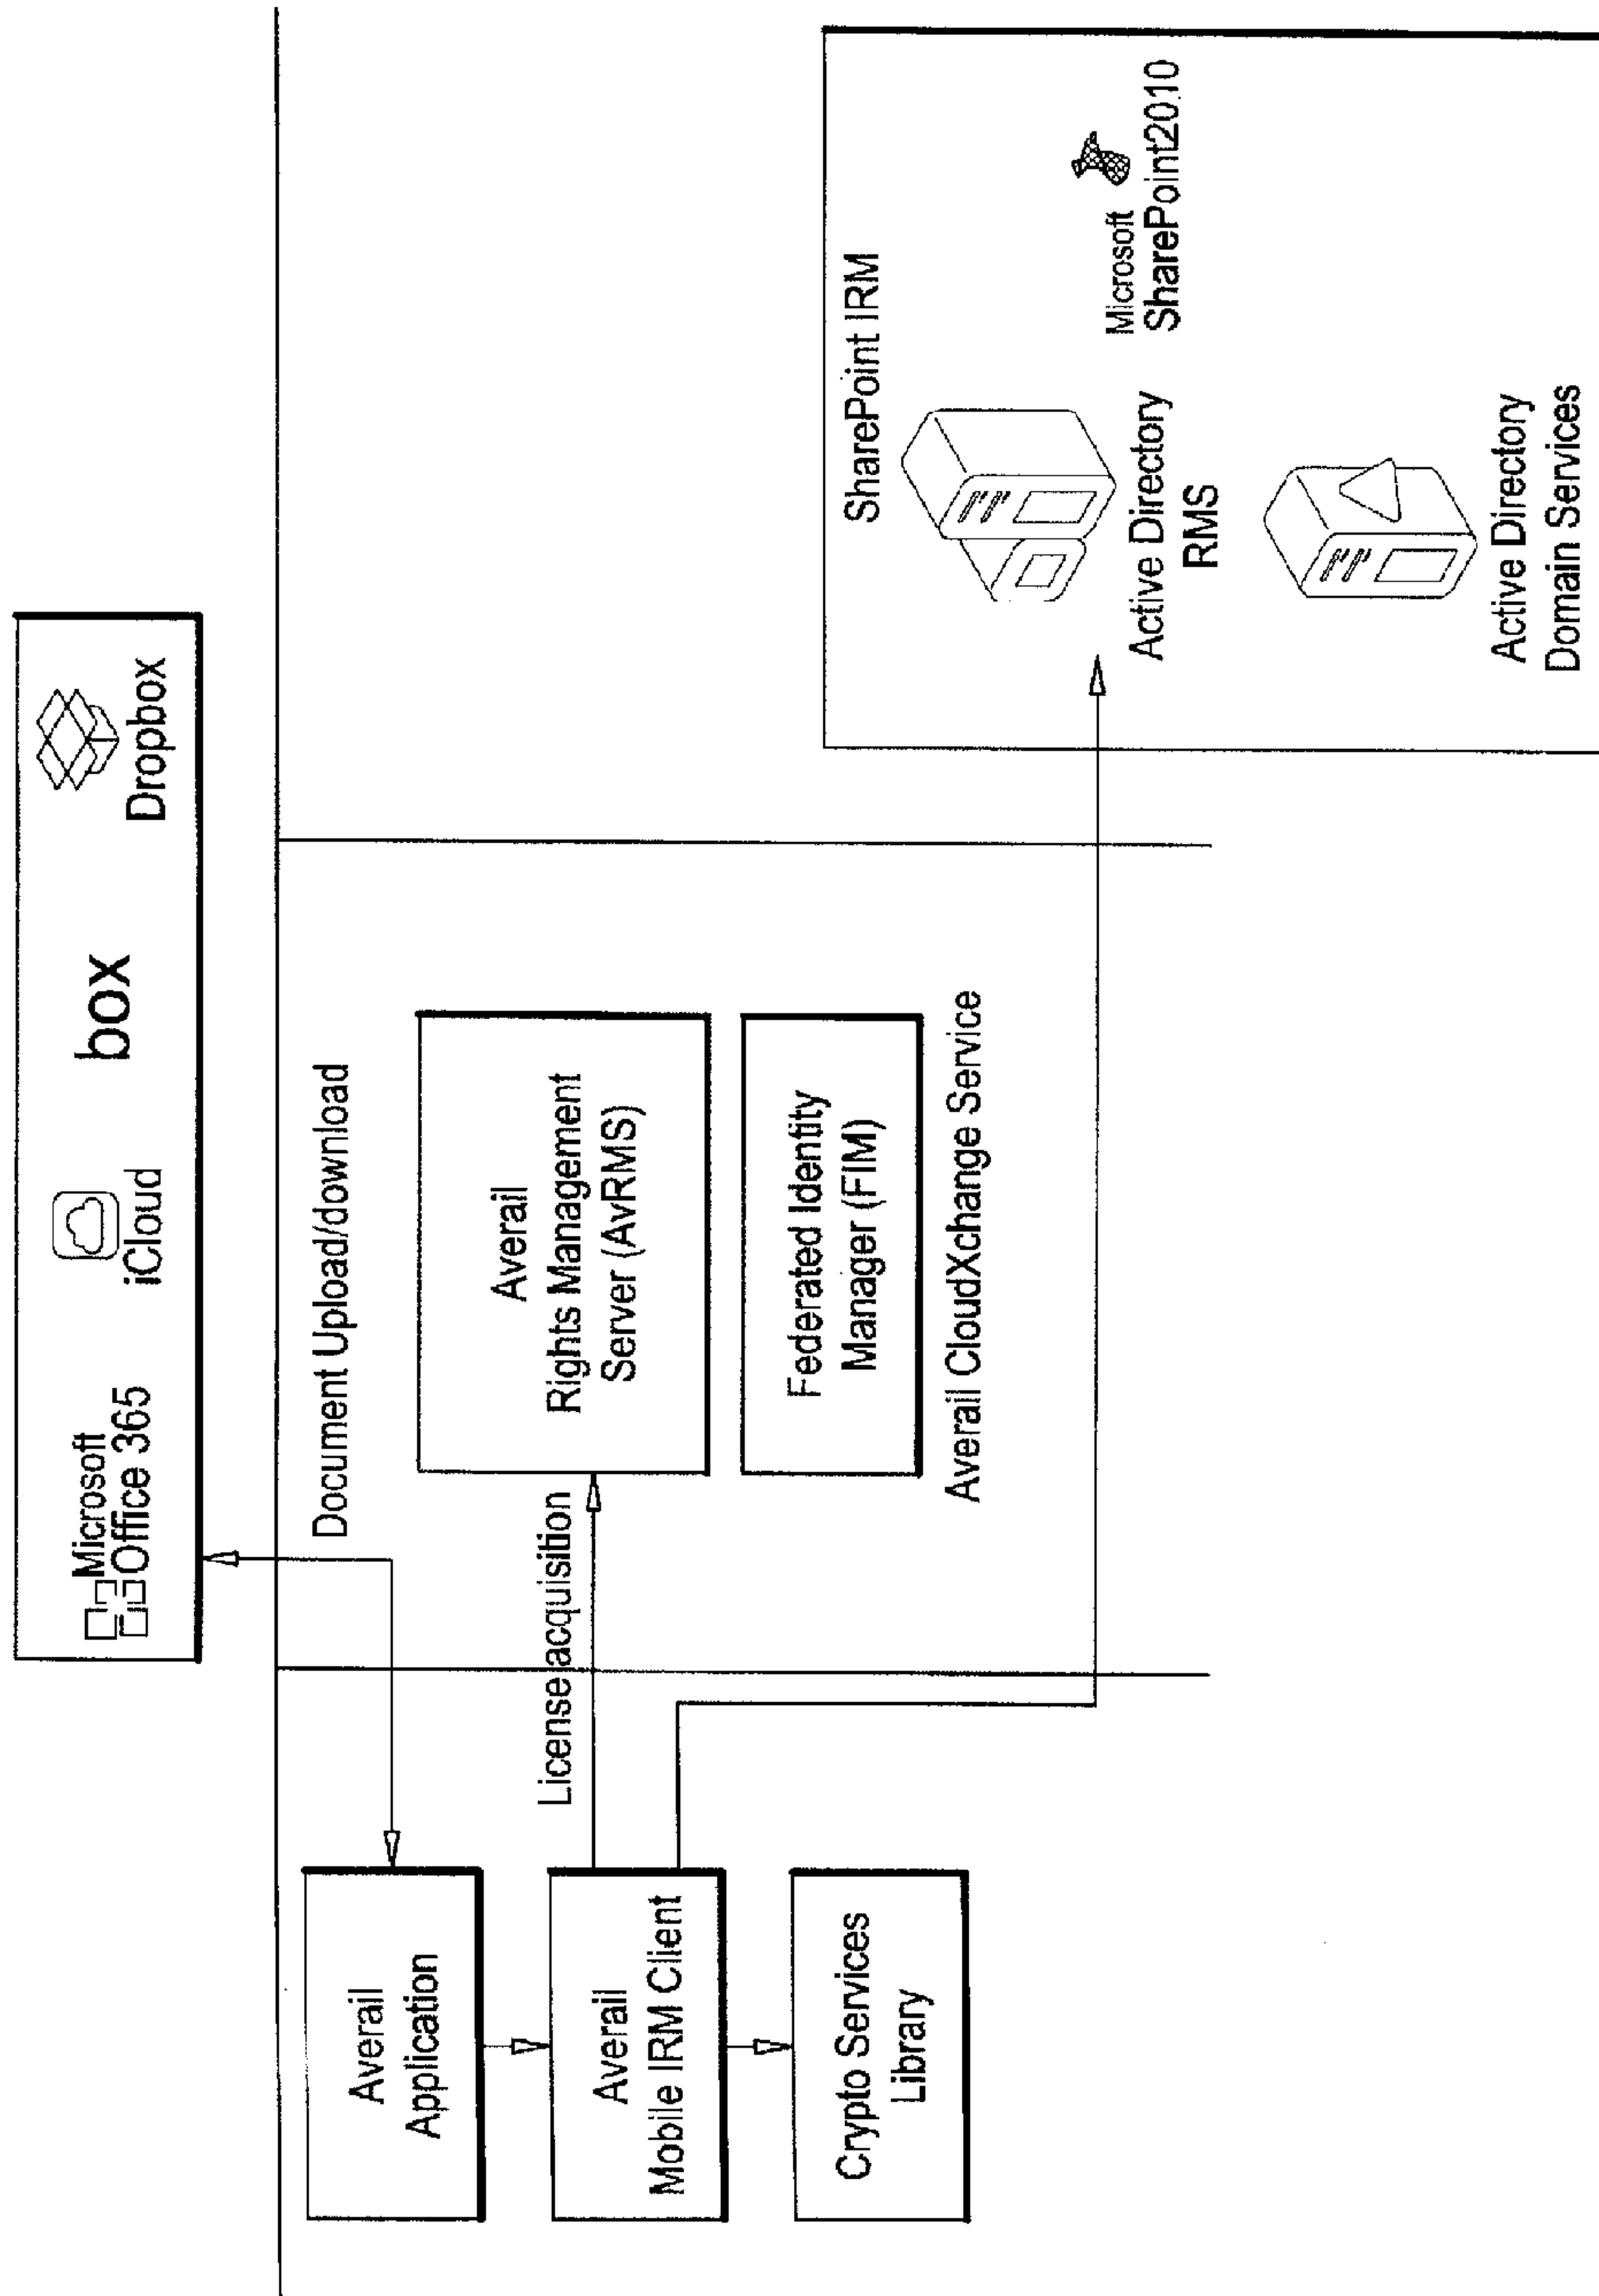 Microsoft
Office 365
iCloud
box
Dropbox
Document Upload/download
Averail
Application
License acquisition
Averail
Rights Management
Server (AvRMS)
Averail
Mobile IRM Client
Federated Identity
Manager (FIM)
Crypto Services
Library
Averail CloudXchange Service
SharePoint IRM
Microsoft
SharePoint2010
Active Directory
RMS
Active Directory
Domain Services